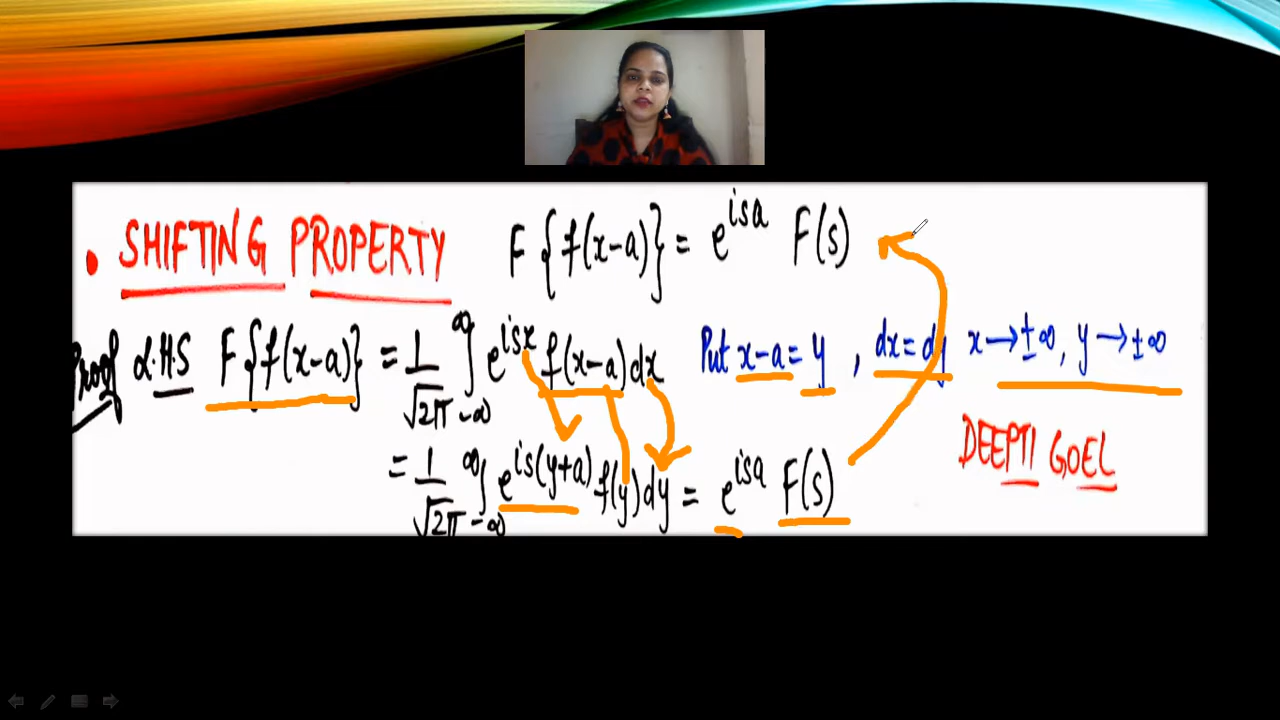 • SHIFTING PROPERTY F{f(x-a)} = e^{isa} F(s)
Proof L.H.S F{f(x-a)} = 1/√2π ∫_{-∞}^{∞} e^{isx} f(x-a) dx Put x-a = y, dx = dy x→±∞, y→±∞
= 1/√2π ∫_{-∞}^{∞} e^{is(y+a)} f(y) dy = e^{isa} F(s)
DEEPTI GOEL